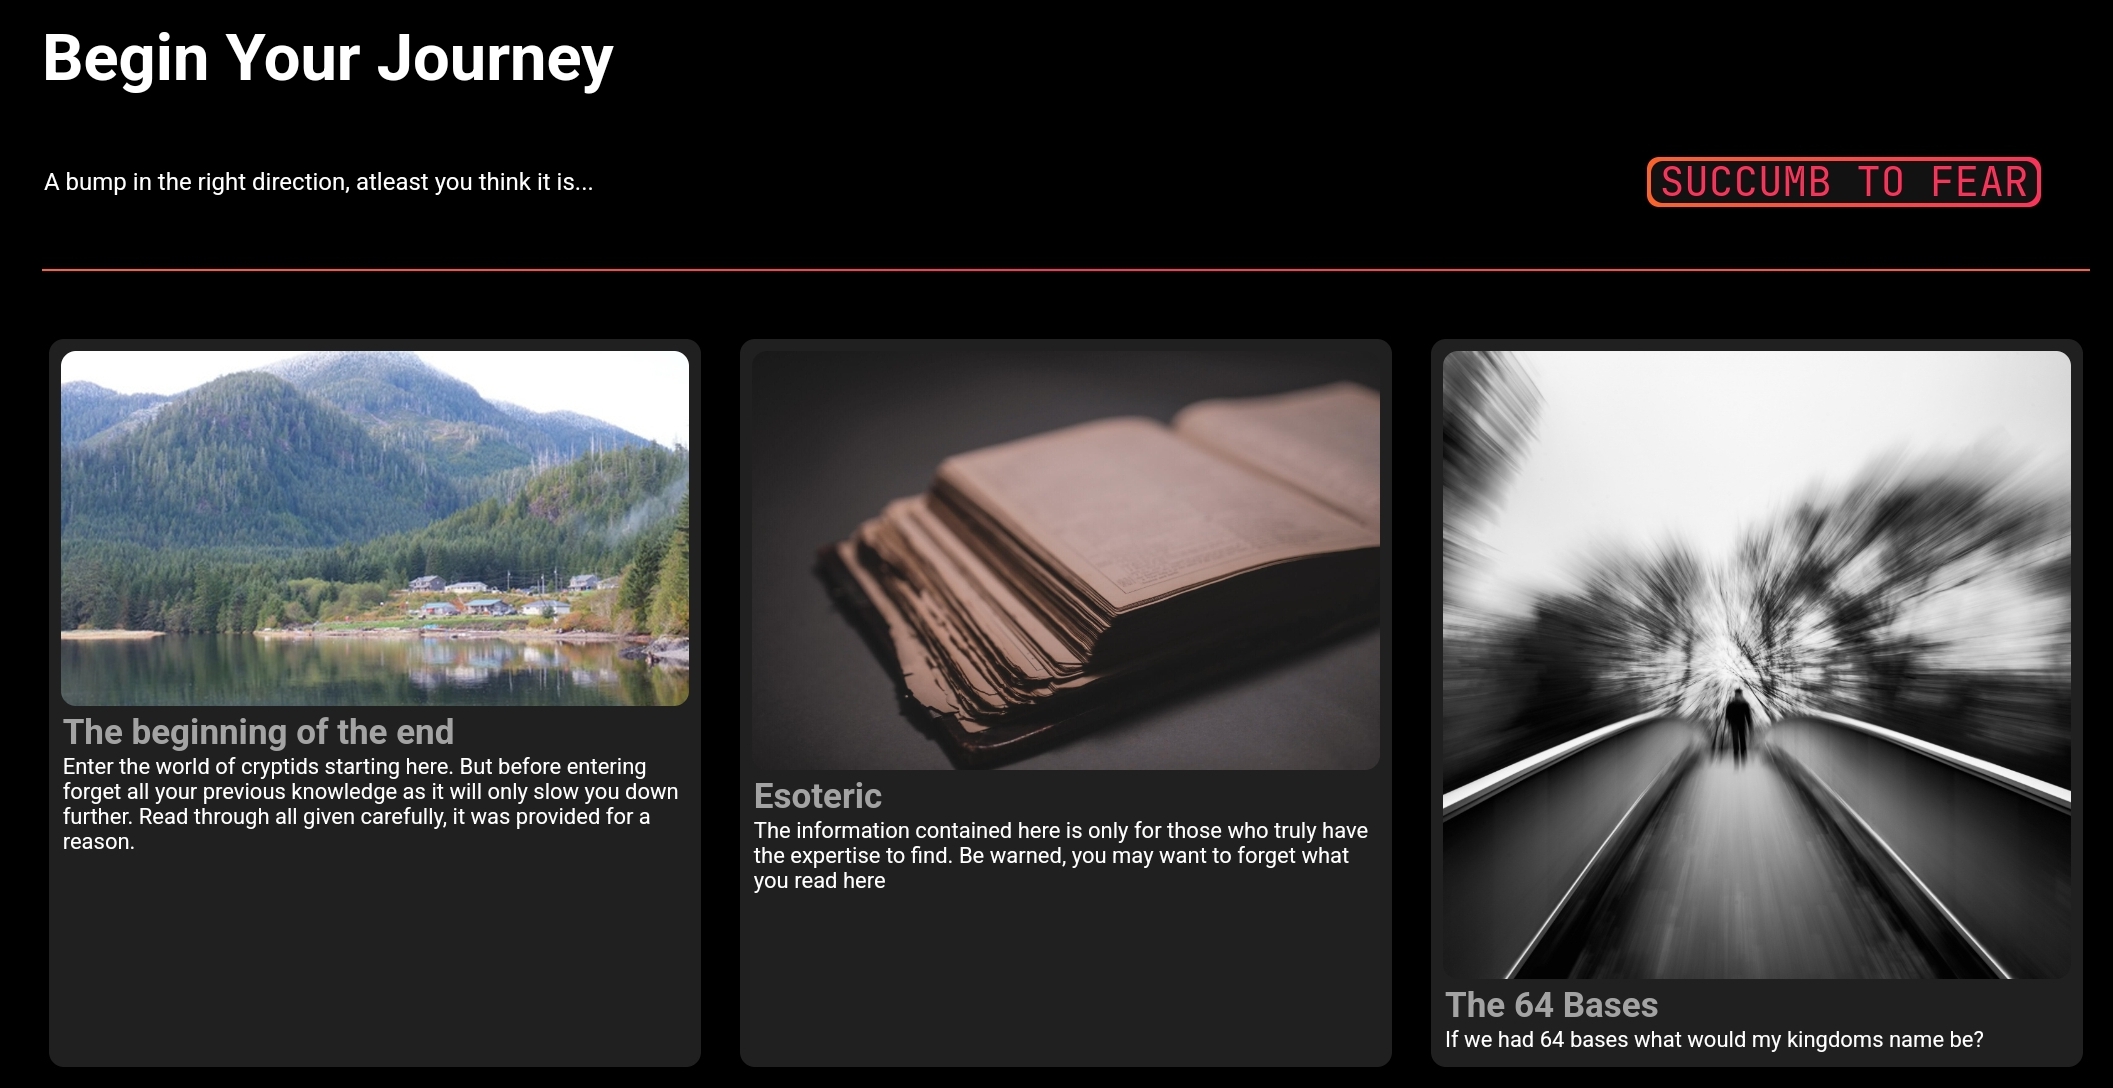 Begin Your Journey
A bump in the right direction, atleast you think it is...
SUCCUMB TO FEAR
The beginning of the end
Enter the world of cryptids starting here. But before entering
forget all your previous knowledge as it will only slow you down
further. Read through all given carefully, it was provided for a
reason.
Esoteric
The information contained here is only for those who truly have
the expertise to find. Be warned, you may want to forget what
you read here
The 64 Bases
If we had 64 bases what would my kingdoms name be?